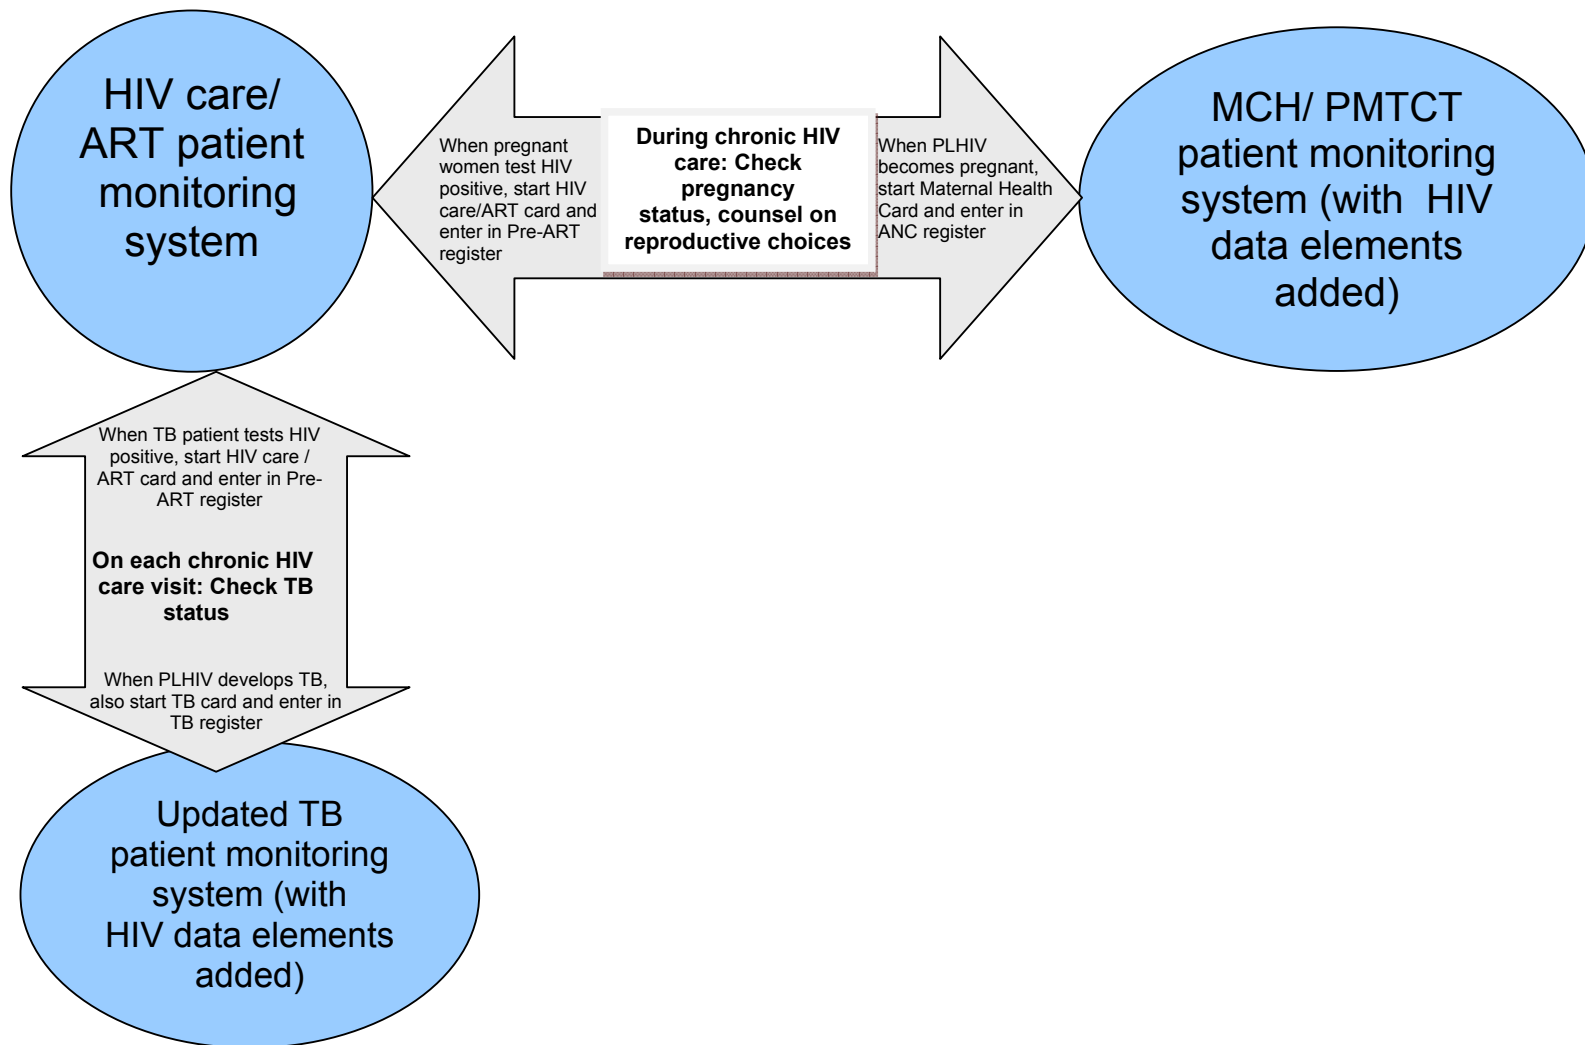 HIV care/
ART patient
monitoring
system
When pregnant
women test HIV
positive, start HIV
care/ART card and
enter in Pre-ART
register
During chronic HIV
care: Check
pregnancy
status, counsel on
reproductive choices
When PLHIV
becomes pregnant,
start Maternal Health
Card and enter in
ANC register
MCH/ PMTCT
patient monitoring
system (with HIV
data elements
added)
When TB patient tests HIV
positive, start HIV care /
ART card and enter in Pre-
ART register
On each chronic HIV
care visit: Check TB
status
When PLHIV develops TB,
also start TB card and enter in
TB register
Updated TB
patient monitoring
system (with
HIV data elements
added)